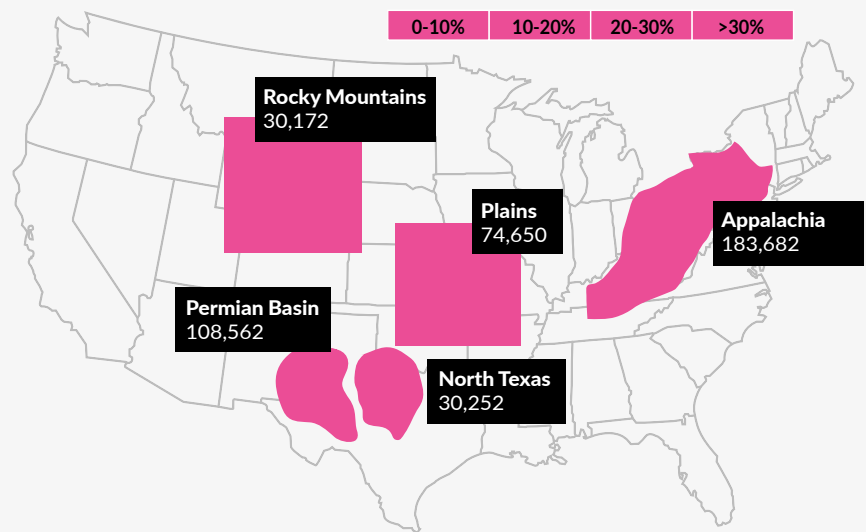 0-10% 10-20% 20-30% >30%
Rocky Mountains
30,172
Plains
74,650
Appalachia
183,682
Permian Basin
108,562
North Texas
30,252